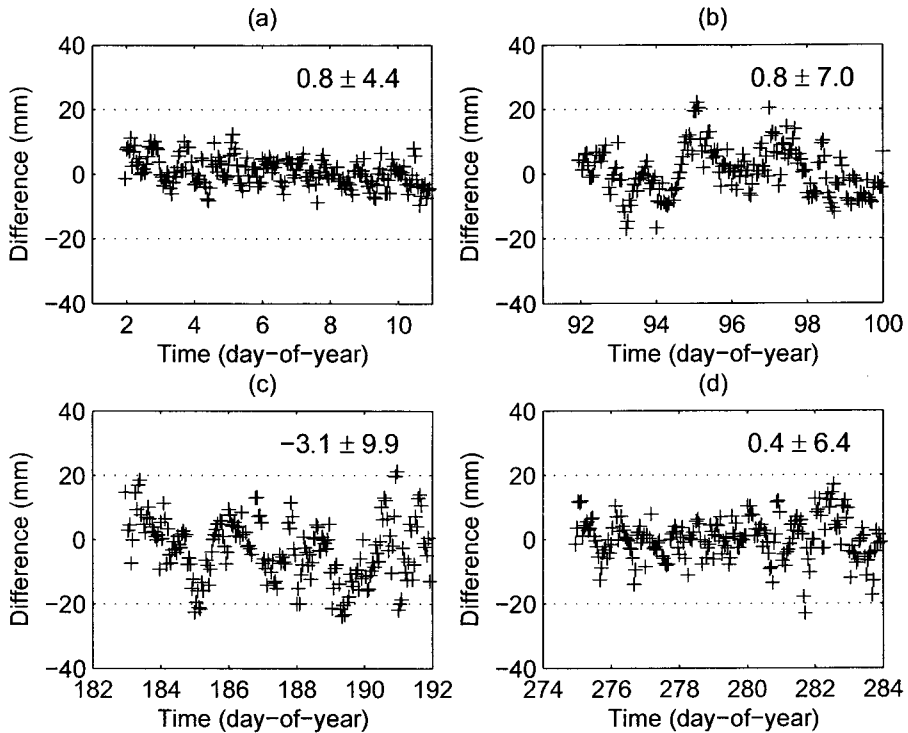 (a)
40
20
0
−20
−40
Difference (mm)
0.8 ± 4.4
2
4
6
8
10
Time (day−of−year)
(b)
40
20
0
−20
−40
Difference (mm)
0.8 ± 7.0
92
94
96
98
100
Time (day−of−year)
(c)
40
20
0
−20
−40
Difference (mm)
−3.1 ± 9.9
182
184
186
188
190
192
Time (day−of−year)
(d)
40
20
0
−20
−40
Difference (mm)
0.4 ± 6.4
274
276
278
280
282
284
Time (day−of−year)